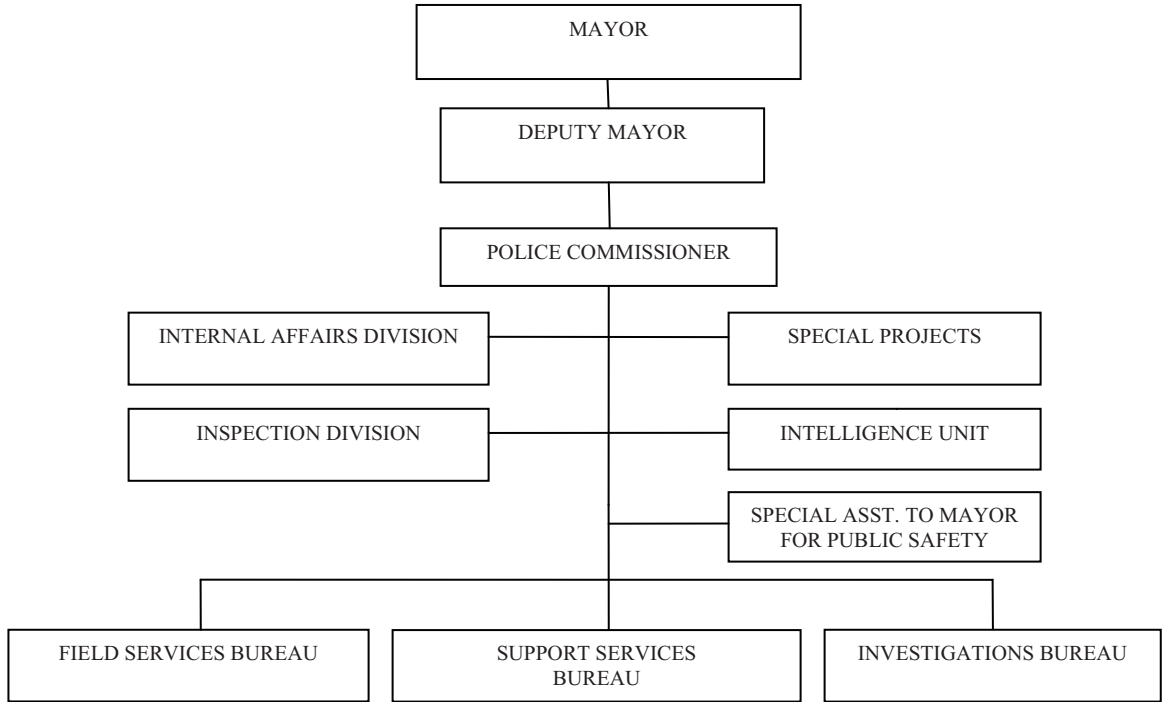 MAYOR
DEPUTY MAYOR
POLICE COMMISSIONER
INTERNAL AFFAIRS DIVISION
SPECIAL PROJECTS
INSPECTION DIVISION
INTELLIGENCE UNIT
SPECIAL ASST. TO MAYOR
FOR PUBLIC SAFETY
FIELD SERVICES BUREAU
SUPPORT SERVICES
BUREAU
INVESTIGATIONS BUREAU